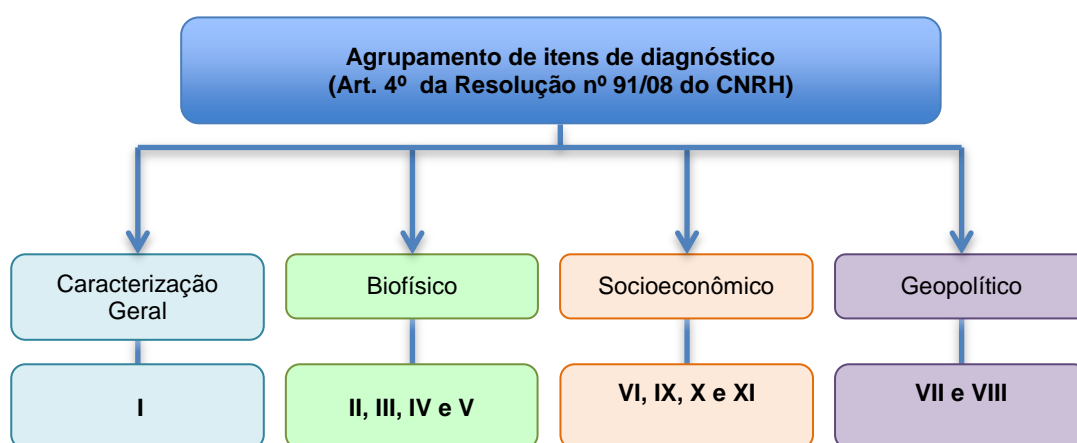 Agrupamento de itens de diagnóstico
(Art. 4º da Resolução nº 91/08 do CNRH)
Caracterização
Geral
Biofísico
Socioeconômico
Geopolítico
I
II, III, IV e V
VI, IX, X e XI
VII e VIII